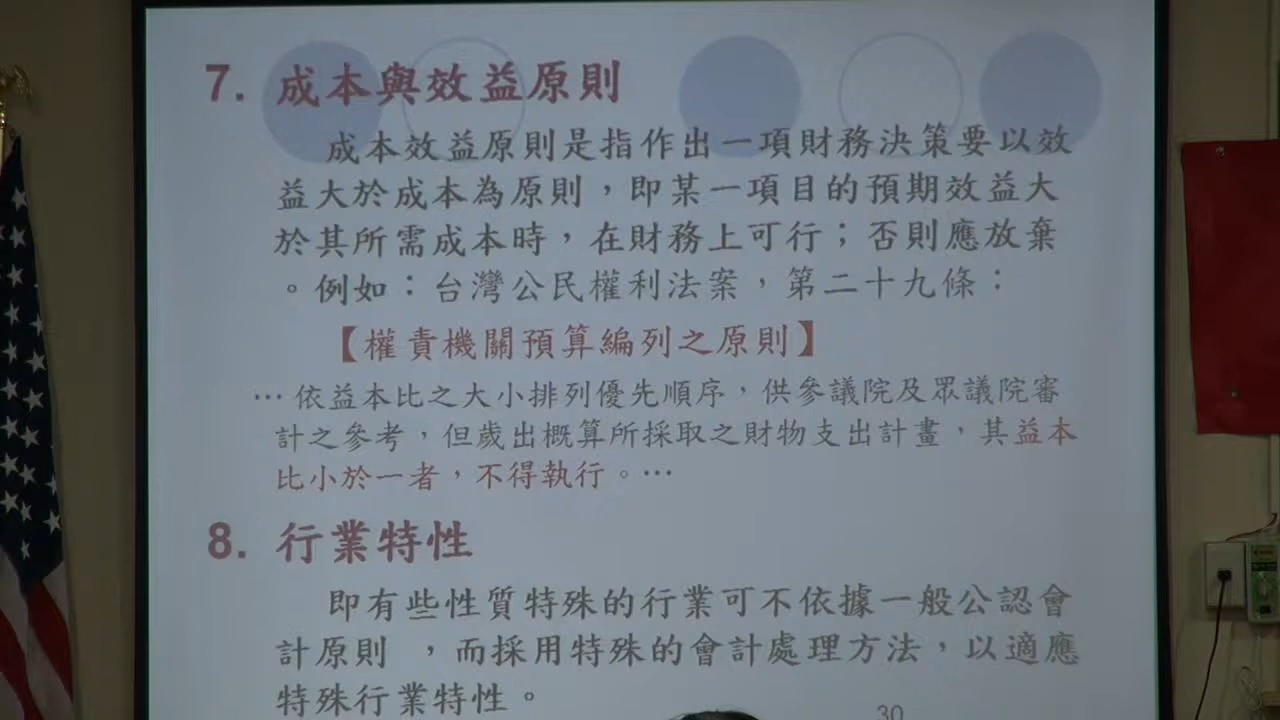 7. 成本與效益原則
成本效益原則是指作出一項財務決策要以效
益大於成本為原則，即某一項目的預期效益大
於其所需成本時，在財務上可行；否則應放棄
。例如：台灣公民權利法案，第二十九條：
【權責機關預算編列之原則】
…依益本比之大小排列優先順序，供參議院及眾議院審
計之參考，但歲出概算所採取之財物支出計畫，其益本
比小於一者，不得執行。…
8. 行業特性
即有些性質特殊的行業可不依據一般公認會
計原則 ，而採用特殊的會計處理方法，以適應
特殊行業特性。
30